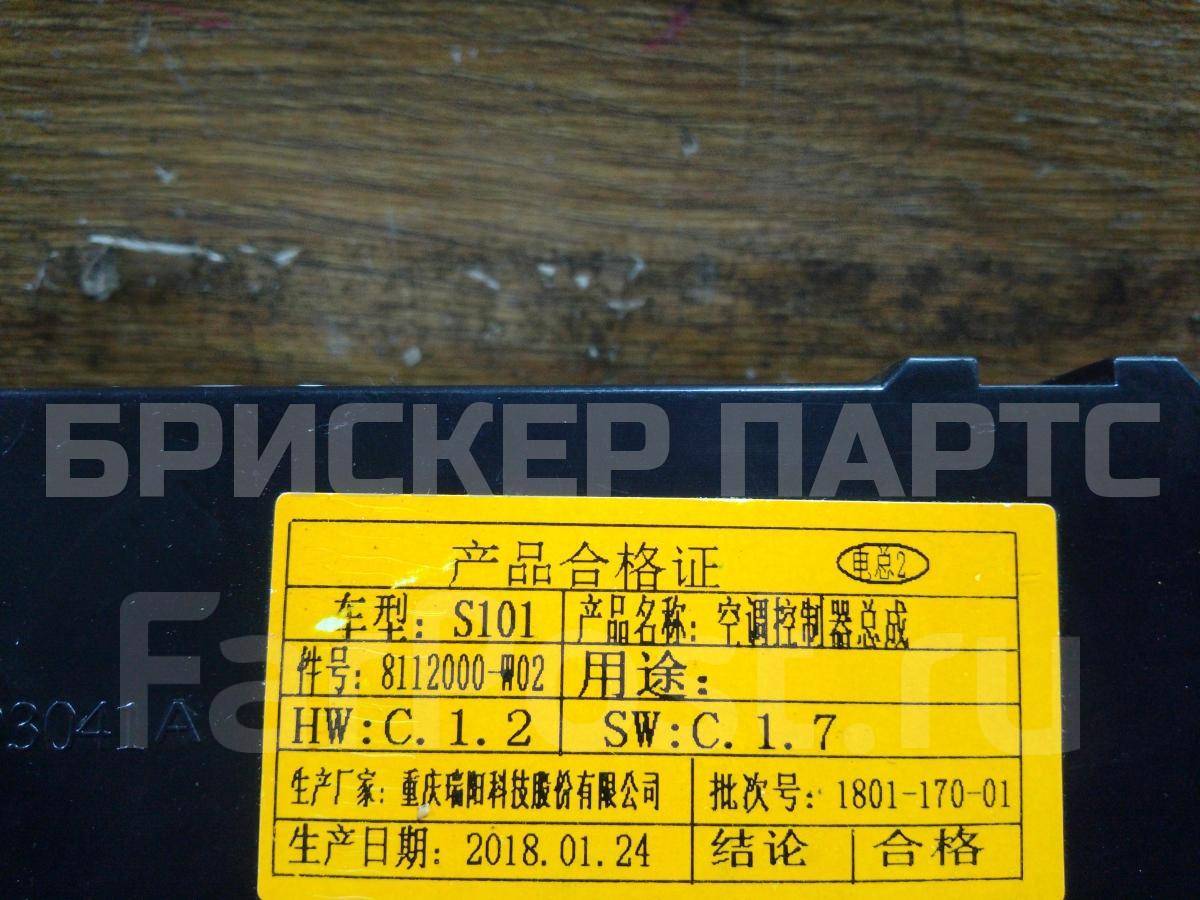 БРИСКЕР ПАРТС
产品合格证 电总2
车型：S101 产品名称：空调控制器总成
件号：8112000-W02 用途：
3041A
HW:C.1.2 SW:C.1.7
生产厂家：重庆瑞阳科技股份有限公司 批次号：1801-170-01
生产日期：2018.01.24 结论 合格